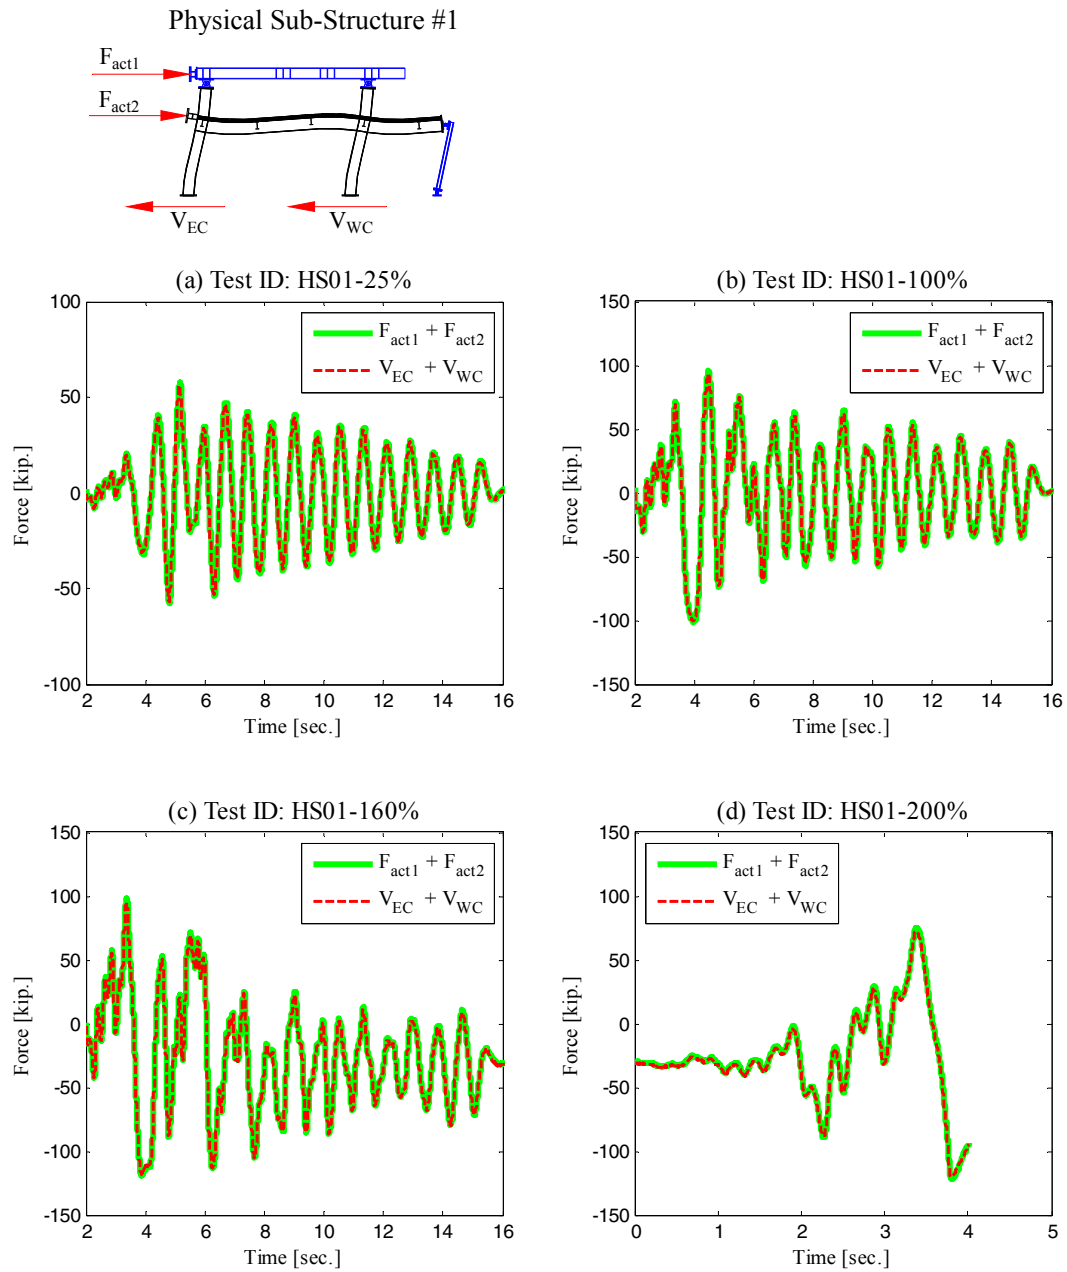 Physical Sub-Structure #1
Fact1
Fact2
VEC
VWC
(a) Test ID: HS01-25%
100
50
0
-50
-100
Force [kip.]
Fact1 + Fact2
VEC + VWC
2 4 6 8 10 12 14 16
Time [sec.]
(b) Test ID: HS01-100%
150
100
50
0
-50
-100
-150
Force [kip.]
Fact1 + Fact2
VEC + VWC
2 4 6 8 10 12 14 16
Time [sec.]
(c) Test ID: HS01-160%
150
100
50
0
-50
-100
-150
Force [kip.]
Fact1 + Fact2
VEC + VWC
2 4 6 8 10 12 14 16
Time [sec.]
(d) Test ID: HS01-200%
150
100
50
0
-50
-100
-150
Force [kip.]
Fact1 + Fact2
VEC + VWC
0 1 2 3 4 5
Time [sec.]